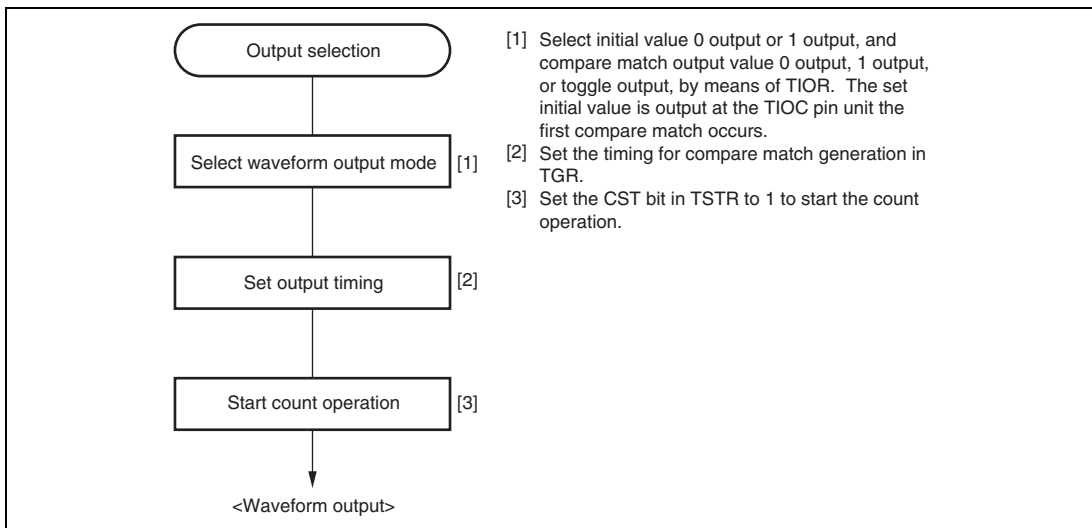 Output selection
Select waveform output mode [1]
Set output timing [2]
Start count operation [3]
<Waveform output>
[1] Select initial value 0 output or 1 output, and
compare match output value 0 output, 1 output,
or toggle output, by means of TIOR. The set
initial value is output at the TIOC pin unit the
first compare match occurs.
[2] Set the timing for compare match generation in
TGR.
[3] Set the CST bit in TSTR to 1 to start the count
operation.